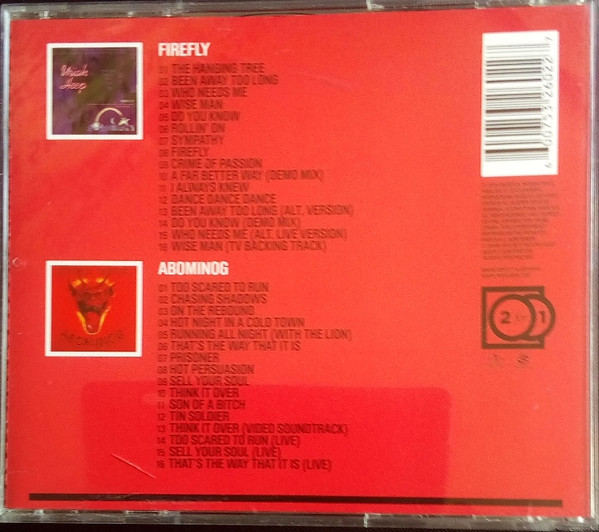 Uriah
Heep
FIREFLY
01 THE HANGING TREE
02 BEEN AWAY TOO LONG
03 WHO NEEDS ME
04 WISE MAN
05 DO YOU KNOW
06 ROLLIN' ON
07 SYMPATHY
08 FIREFLY
09 CRIME OF PASSION
10 A FAR BETTER WAY (DEMO MIX)
11 I ALWAYS KNEW
12 DANCE DANCE DANCE
13 BEEN AWAY TOO LONG (ALT. VERSION)
14 DO YOU KNOW (DEMO MIX)
15 WHO NEEDS ME (ALT. LIVE VERSION)
16 WISE MAN (TV BACKING TRACK)
ABOMINOG
ABOMINOG
01 TOO SCARED TO RUN
02 CHASING SHADOWS
03 ON THE REBOUND
04 HOT NIGHT IN A COLD TOWN
05 RUNNING ALL NIGHT (WITH THE LION)
06 THAT'S THE WAY THAT IT IS
07 PRISONER
08 HOT PERSUASION
09 SELL YOUR SOUL
10 THINK IT OVER
11 SON OF A BITCH
12 TIN SOLDIER
13 THINK IT OVER (VIDEO SOUNDTRACK)
14 TOO SCARED TO RUN (LIVE)
15 SELL YOUR SOUL (LIVE)
16 THAT'S THE WAY THAT IT IS (LIVE)
4 00753 26022 7
2 1